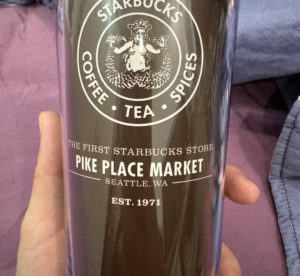 STARBUCKS
COFFEE • TEA • SPICES
THE FIRST STARBUCKS STORE
PIKE PLACE MARKET
SEATTLE, WA
EST. 1971